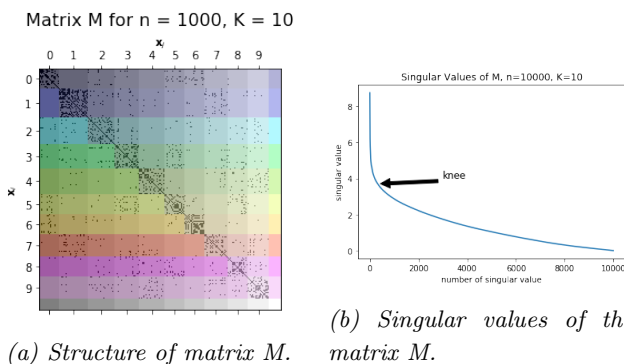 Matrix M for n = 1000, K = 10
xⱼ
0 1 2 3 4 5 6 7 8 9
xᵢ
0
1
2
3
4
5
6
7
8
9
(a) Structure of matrix M.
Singular Values of M, n=10000, K=10
singular value
8
6
4
2
0
knee
0 2000 4000 6000 8000 10000
number of singular value
(b) Singular values of th
matrix M.